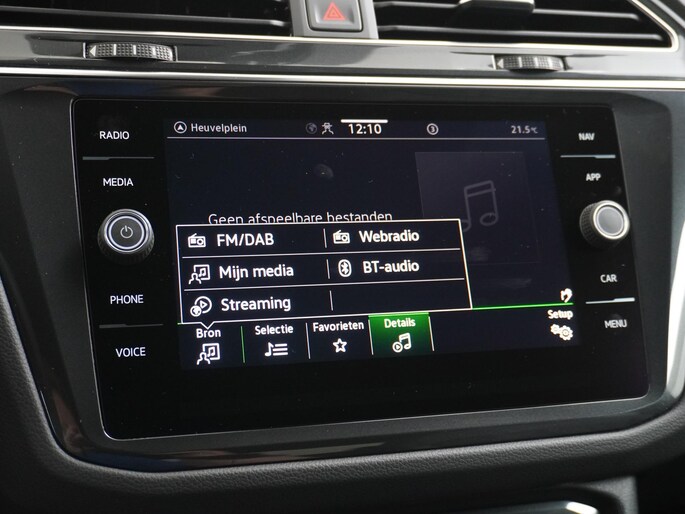 RADIO
MEDIA
PHONE
VOICE
Heuvelplein
12:10
3
21.5°C
Geen afspeelbare bestanden
FM/DAB
Webradio
Mijn media
BT-audio
Streaming
Bron
Selectie
Favorieten
Details
Setup
NAV
APP
CAR
MENU